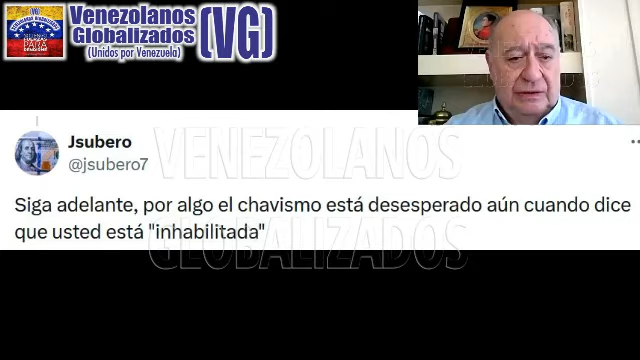 Venezolanos
Globalizados
(Unidos por Venezuela)
(VG)
Jsubero
@jsubero7
Siga adelante, por algo el chavismo está desesperado aún cuando dice
que usted está "inhabilitada"
VENEZOLANOS
GLOBALIZADOS